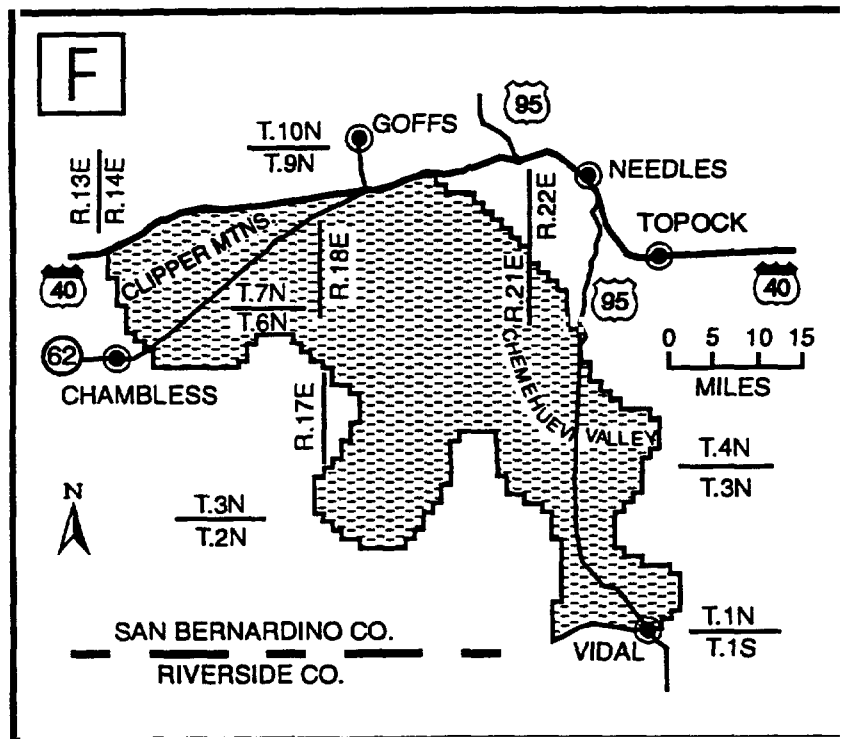 F
95
T.10N
T.9N
GOFFS
NEEDLES
R.13E
R.14E
R.22E
R.21E
TOPOCK
CLIPPER MTNS
R.18E
40
T.7N
T.6N
95
40
62
CHAMBLESS
0 5 10 15
MILES
R.17E
CHEMEHUEVI VALLEY
T.4N
T.3N
N
T.3N
T.2N
SAN BERNARDINO CO.
RIVERSIDE CO.
VIDAL
T.1N
T.1S